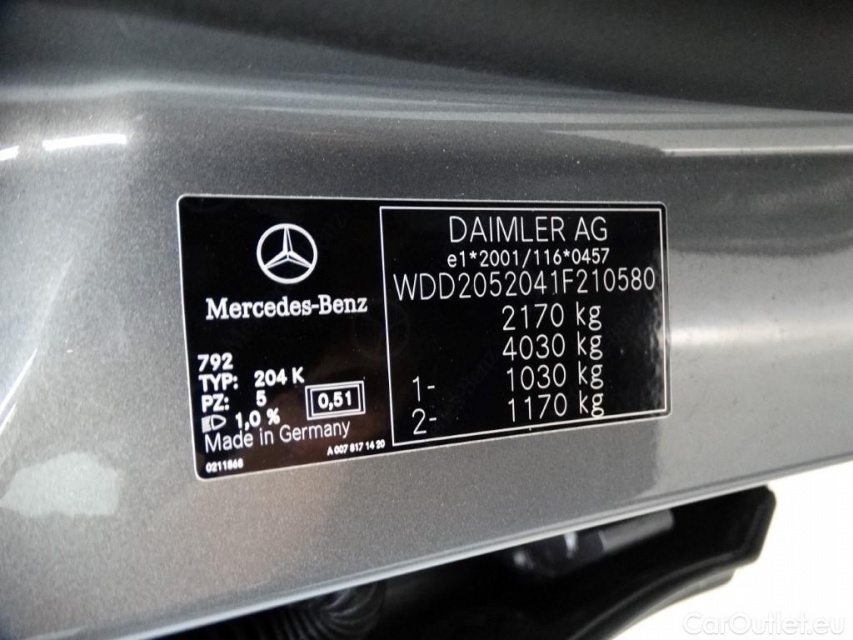 Mercedes-Benz
792
TYP: 204 K
PZ: 5
1,0 %
0,51
Made in Germany
0211868
A 007 817 14 20
DAIMLER AG
e1*2001/116*0457
WDD2052041F210580
2170 kg
4030 kg
1- 1030 kg
2- 1170 kg
CarOutlet.eu